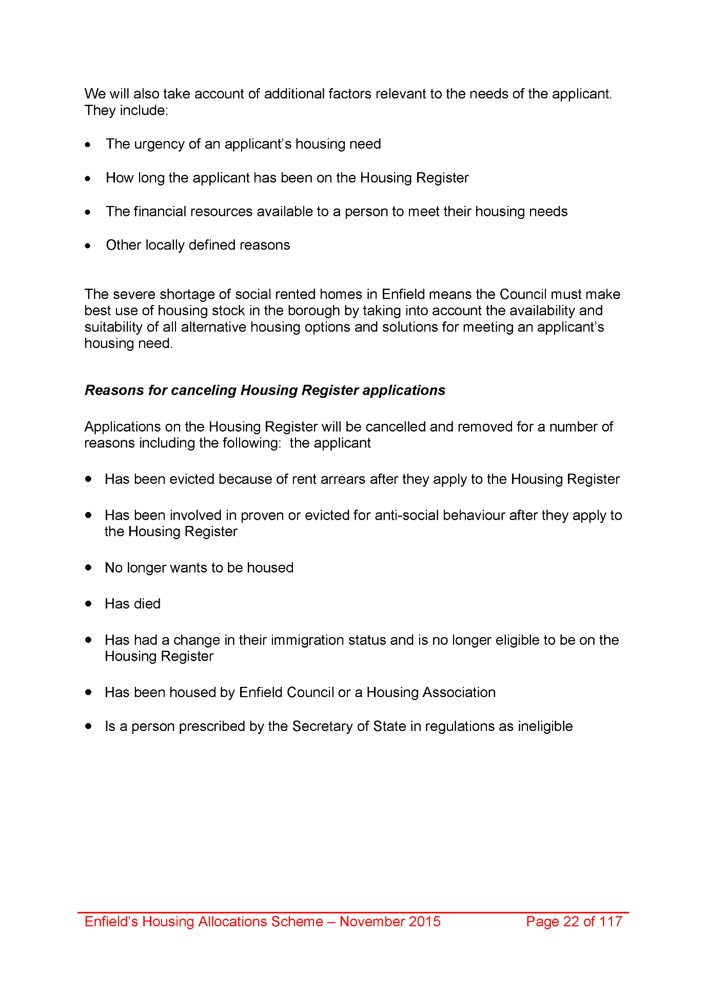 We will also take account of additional factors relevant to the needs of the applicant.
They include:
• The urgency of an applicant’s housing need
• How long the applicant has been on the Housing Register
• The financial resources available to a person to meet their housing needs
• Other locally defined reasons
The severe shortage of social rented homes in Enfield means the Council must make
best use of housing stock in the borough by taking into account the availability and
suitability of all alternative housing options and solutions for meeting an applicant’s
housing need.
Reasons for canceling Housing Register applications
Applications on the Housing Register will be cancelled and removed for a number of
reasons including the following:  the applicant
• Has been evicted because of rent arrears after they apply to the Housing Register
• Has been involved in proven or evicted for anti-social behaviour after they apply to
the Housing Register
• No longer wants to be housed
• Has died
• Has had a change in their immigration status and is no longer eligible to be on the
Housing Register
• Has been housed by Enfield Council or a Housing Association
• Is a person prescribed by the Secretary of State in regulations as ineligible
Enfield’s Housing Allocations Scheme – November 2015 Page 22 of 117